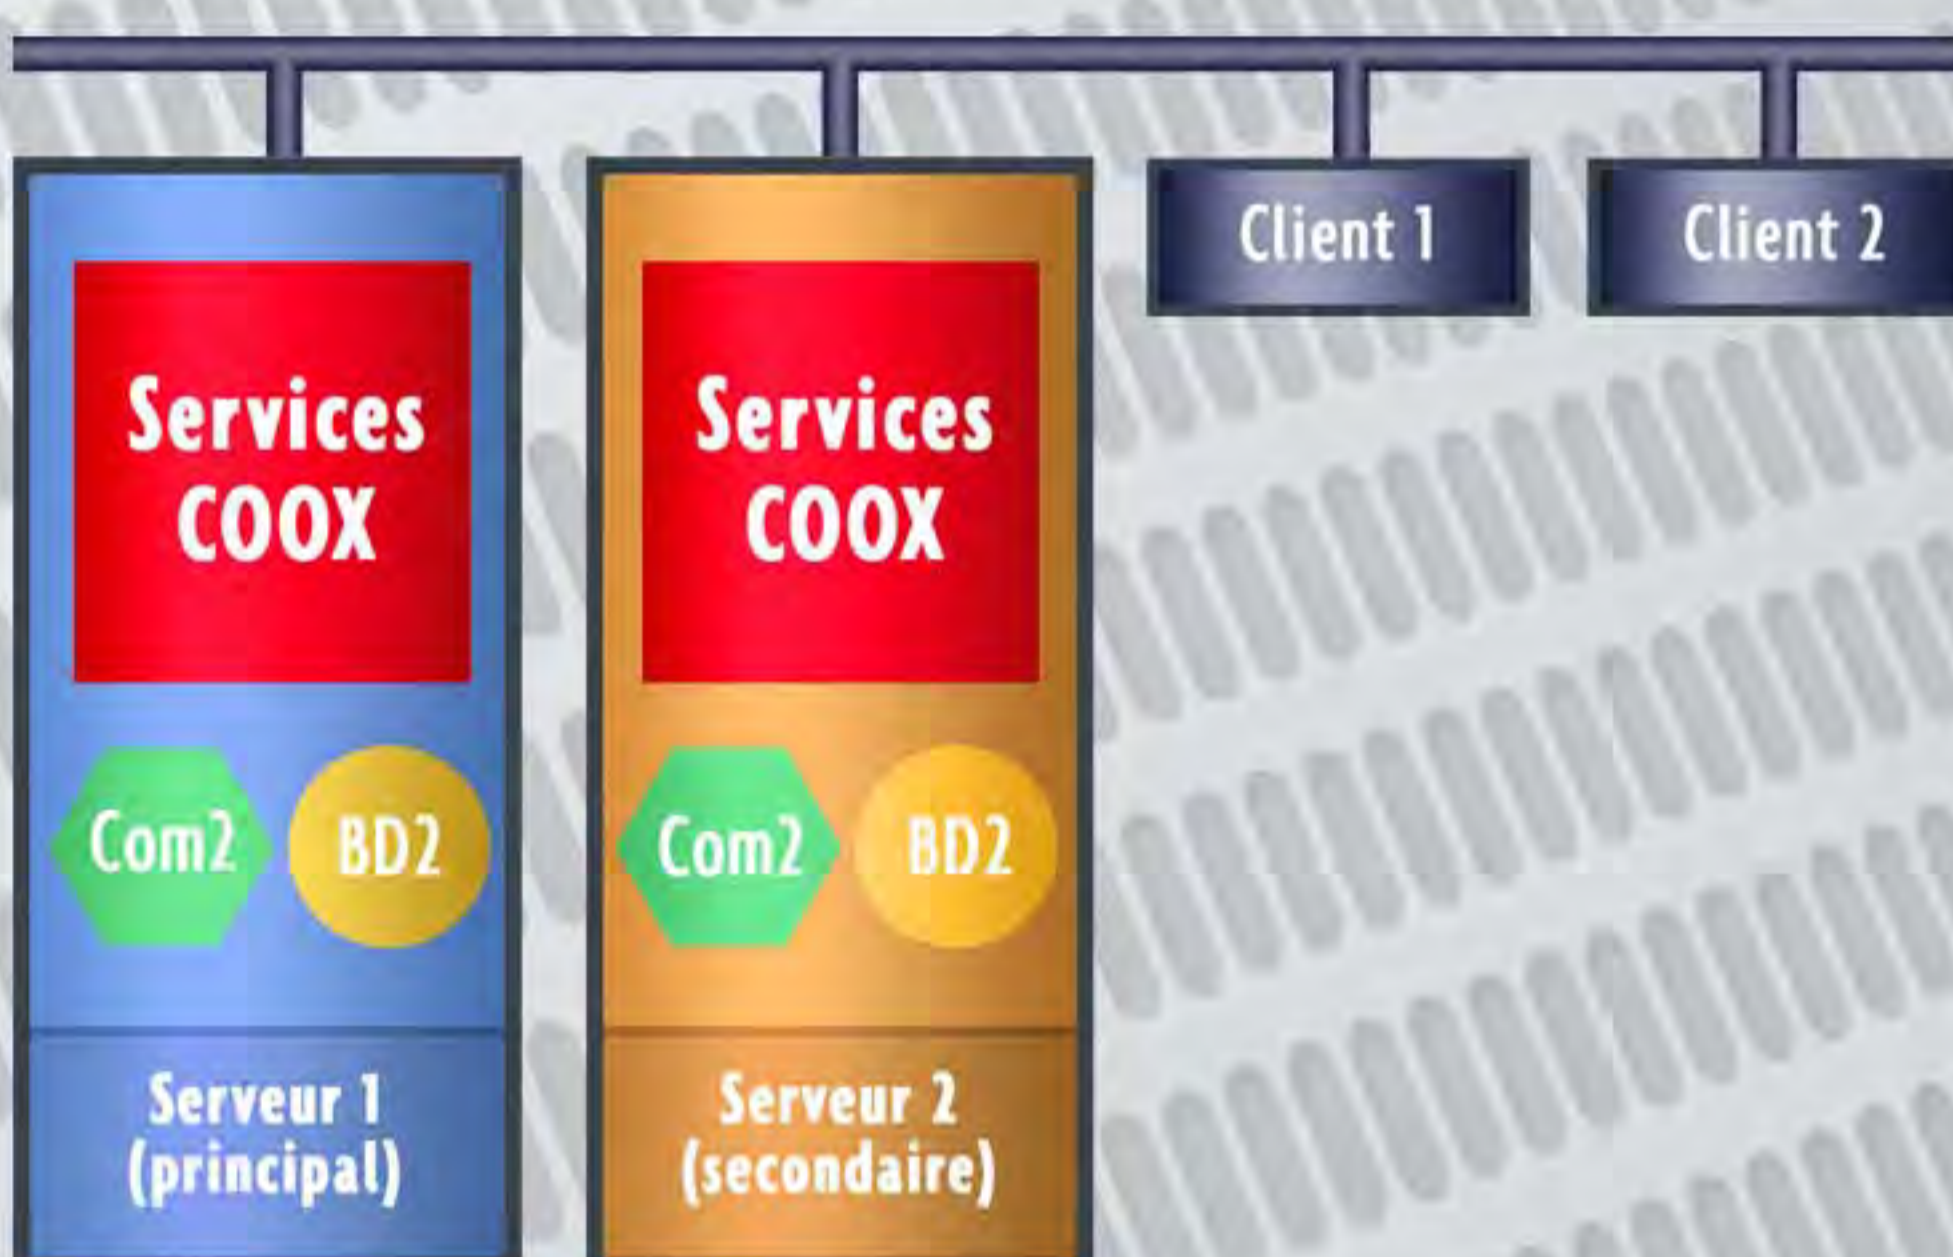 Client 1
Client 2
Services
COOX
Services
COOX
Com2
BD2
Com2
BD2
Serveur 1
(principal)
Serveur 2
(secondaire)